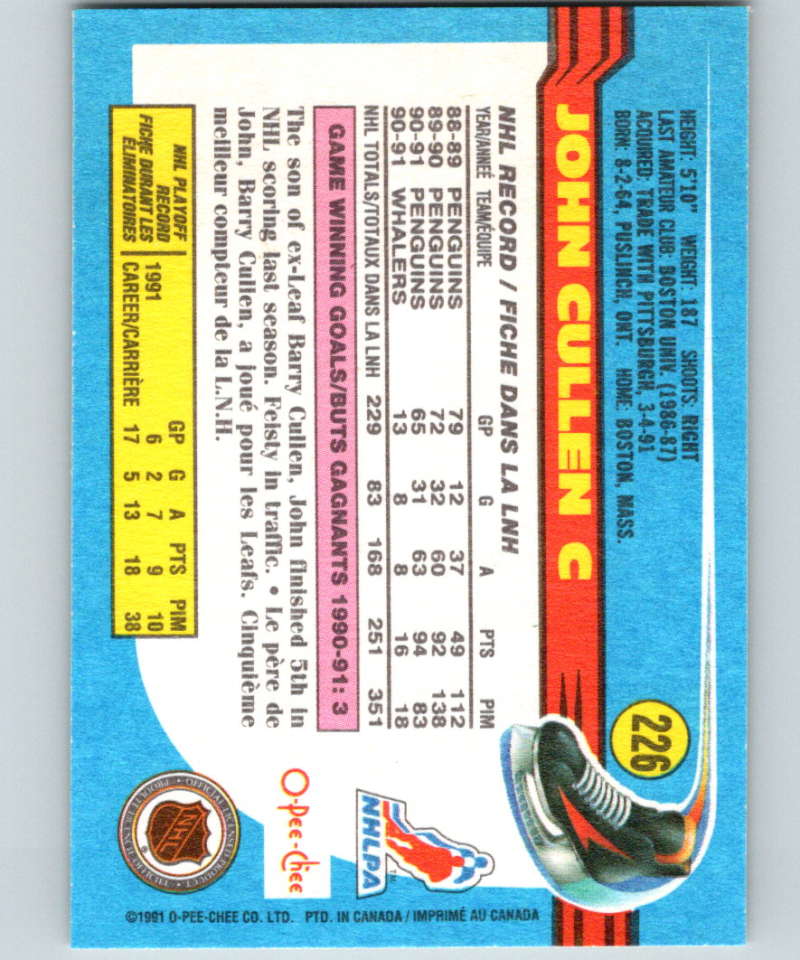 226
HEIGHT: 5'10" WEIGHT: 187 SHOOTS: RIGHT
LAST AMATEUR CLUB: BOSTON UNIV. (1986-87)
ACQUIRED: TRADE WITH PITTSBURGH, 3-4-91
BORN: 8-2-64, PUSLINCH, ONT. HOME: BOSTON, MASS.
JOHN CULLEN C
NHL RECORD / FICHE DANS LA LNH
YEAR/ANNÉE TEAM/ÉQUIPE GP G A PTS PIM
88-89 PENGUINS 79 12 37 49 112
89-90 PENGUINS 72 32 60 92 138
90-91 PENGUINS 65 31 63 94 83
90-91 WHALERS 13 8 8 16 18
NHL TOTALS/TOTAUX DANS LA LNH 229 83 168 251 351
GAME WINNING GOALS/BUTS GAGNANTS 1990-91: 3
The son of ex-Leaf Barry Cullen, John finished 5th in
NHL scoring last season. Feisty in traffic. • Le père de
John, Barry Cullen, a joué pour les Leafs. Cinquième
meilleur compteur de la L.N.H.
NHL PLAYOFF
RECORD
FICHE DURANT LES
ÉLIMINATOIRES
GP G A PTS PIM
1991 6 2 7 9 10
CAREER/CARRIÈRE 17 5 13 18 38
NHLPA
TM
O-Pee-Chee
OFFICIAL LICENSED PRODUCT •
PRODUIT LICENCIÉ OFFICIEL •
NHL
®
©1991 O-PEE-CHEE CO. LTD. PTD. IN CANADA / IMPRIMÉ AU CANADA